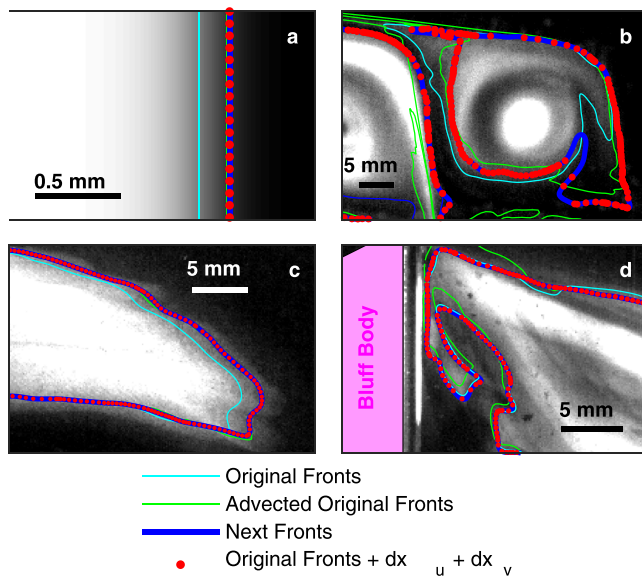 a
0.5 mm
b
5 mm
c
5 mm
d
Bluff Body
5 mm
Original Fronts
Advected Original Fronts
Next Fronts
Original Fronts + dx u + dx v